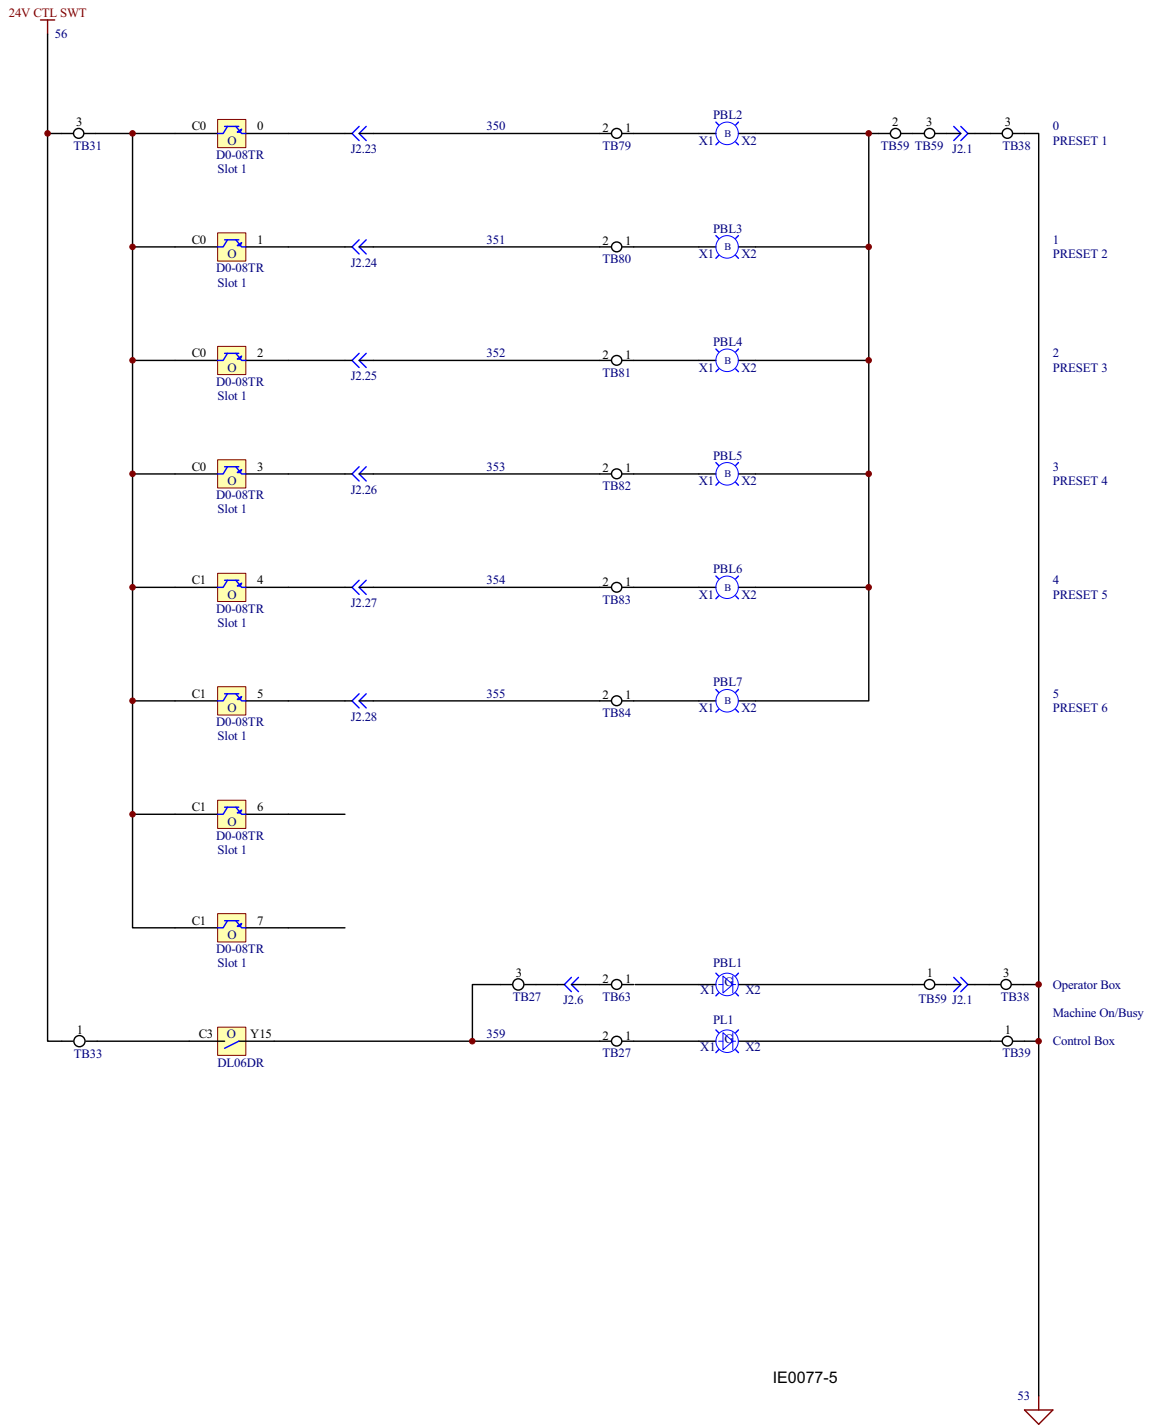 24V CTL SWT
56
3
TB31
C0
0
D0-08TR
Slot 1
O
J2.23
350
2 1
TB79
PBL2
X1 B X2
2
TB59
3
TB59
J2.1
3
TB38
0
PRESET 1
C0
1
D0-08TR
Slot 1
O
J2.24
351
2 1
TB80
PBL3
X1 B X2
1
PRESET 2
C0
2
D0-08TR
Slot 1
O
J2.25
352
2 1
TB81
PBL4
X1 B X2
2
PRESET 3
C0
3
D0-08TR
Slot 1
O
J2.26
353
2 1
TB82
PBL5
X1 B X2
3
PRESET 4
C1
4
D0-08TR
Slot 1
O
J2.27
354
2 1
TB83
PBL6
X1 B X2
4
PRESET 5
C1
5
D0-08TR
Slot 1
O
J2.28
355
2 1
TB84
PBL7
X1 B X2
5
PRESET 6
C1
6
D0-08TR
Slot 1
O
C1
7
D0-08TR
Slot 1
O
3
TB27
J2.6
2 1
TB63
PBL1
X1 X2
1
TB59
J2.1
3
TB38
Operator Box
Machine On/Busy
1
TB33
C3
O
Y15
DL06DR
359
2 1
TB27
PL1
X1 X2
1
TB39
Control Box
IE0077-5
53